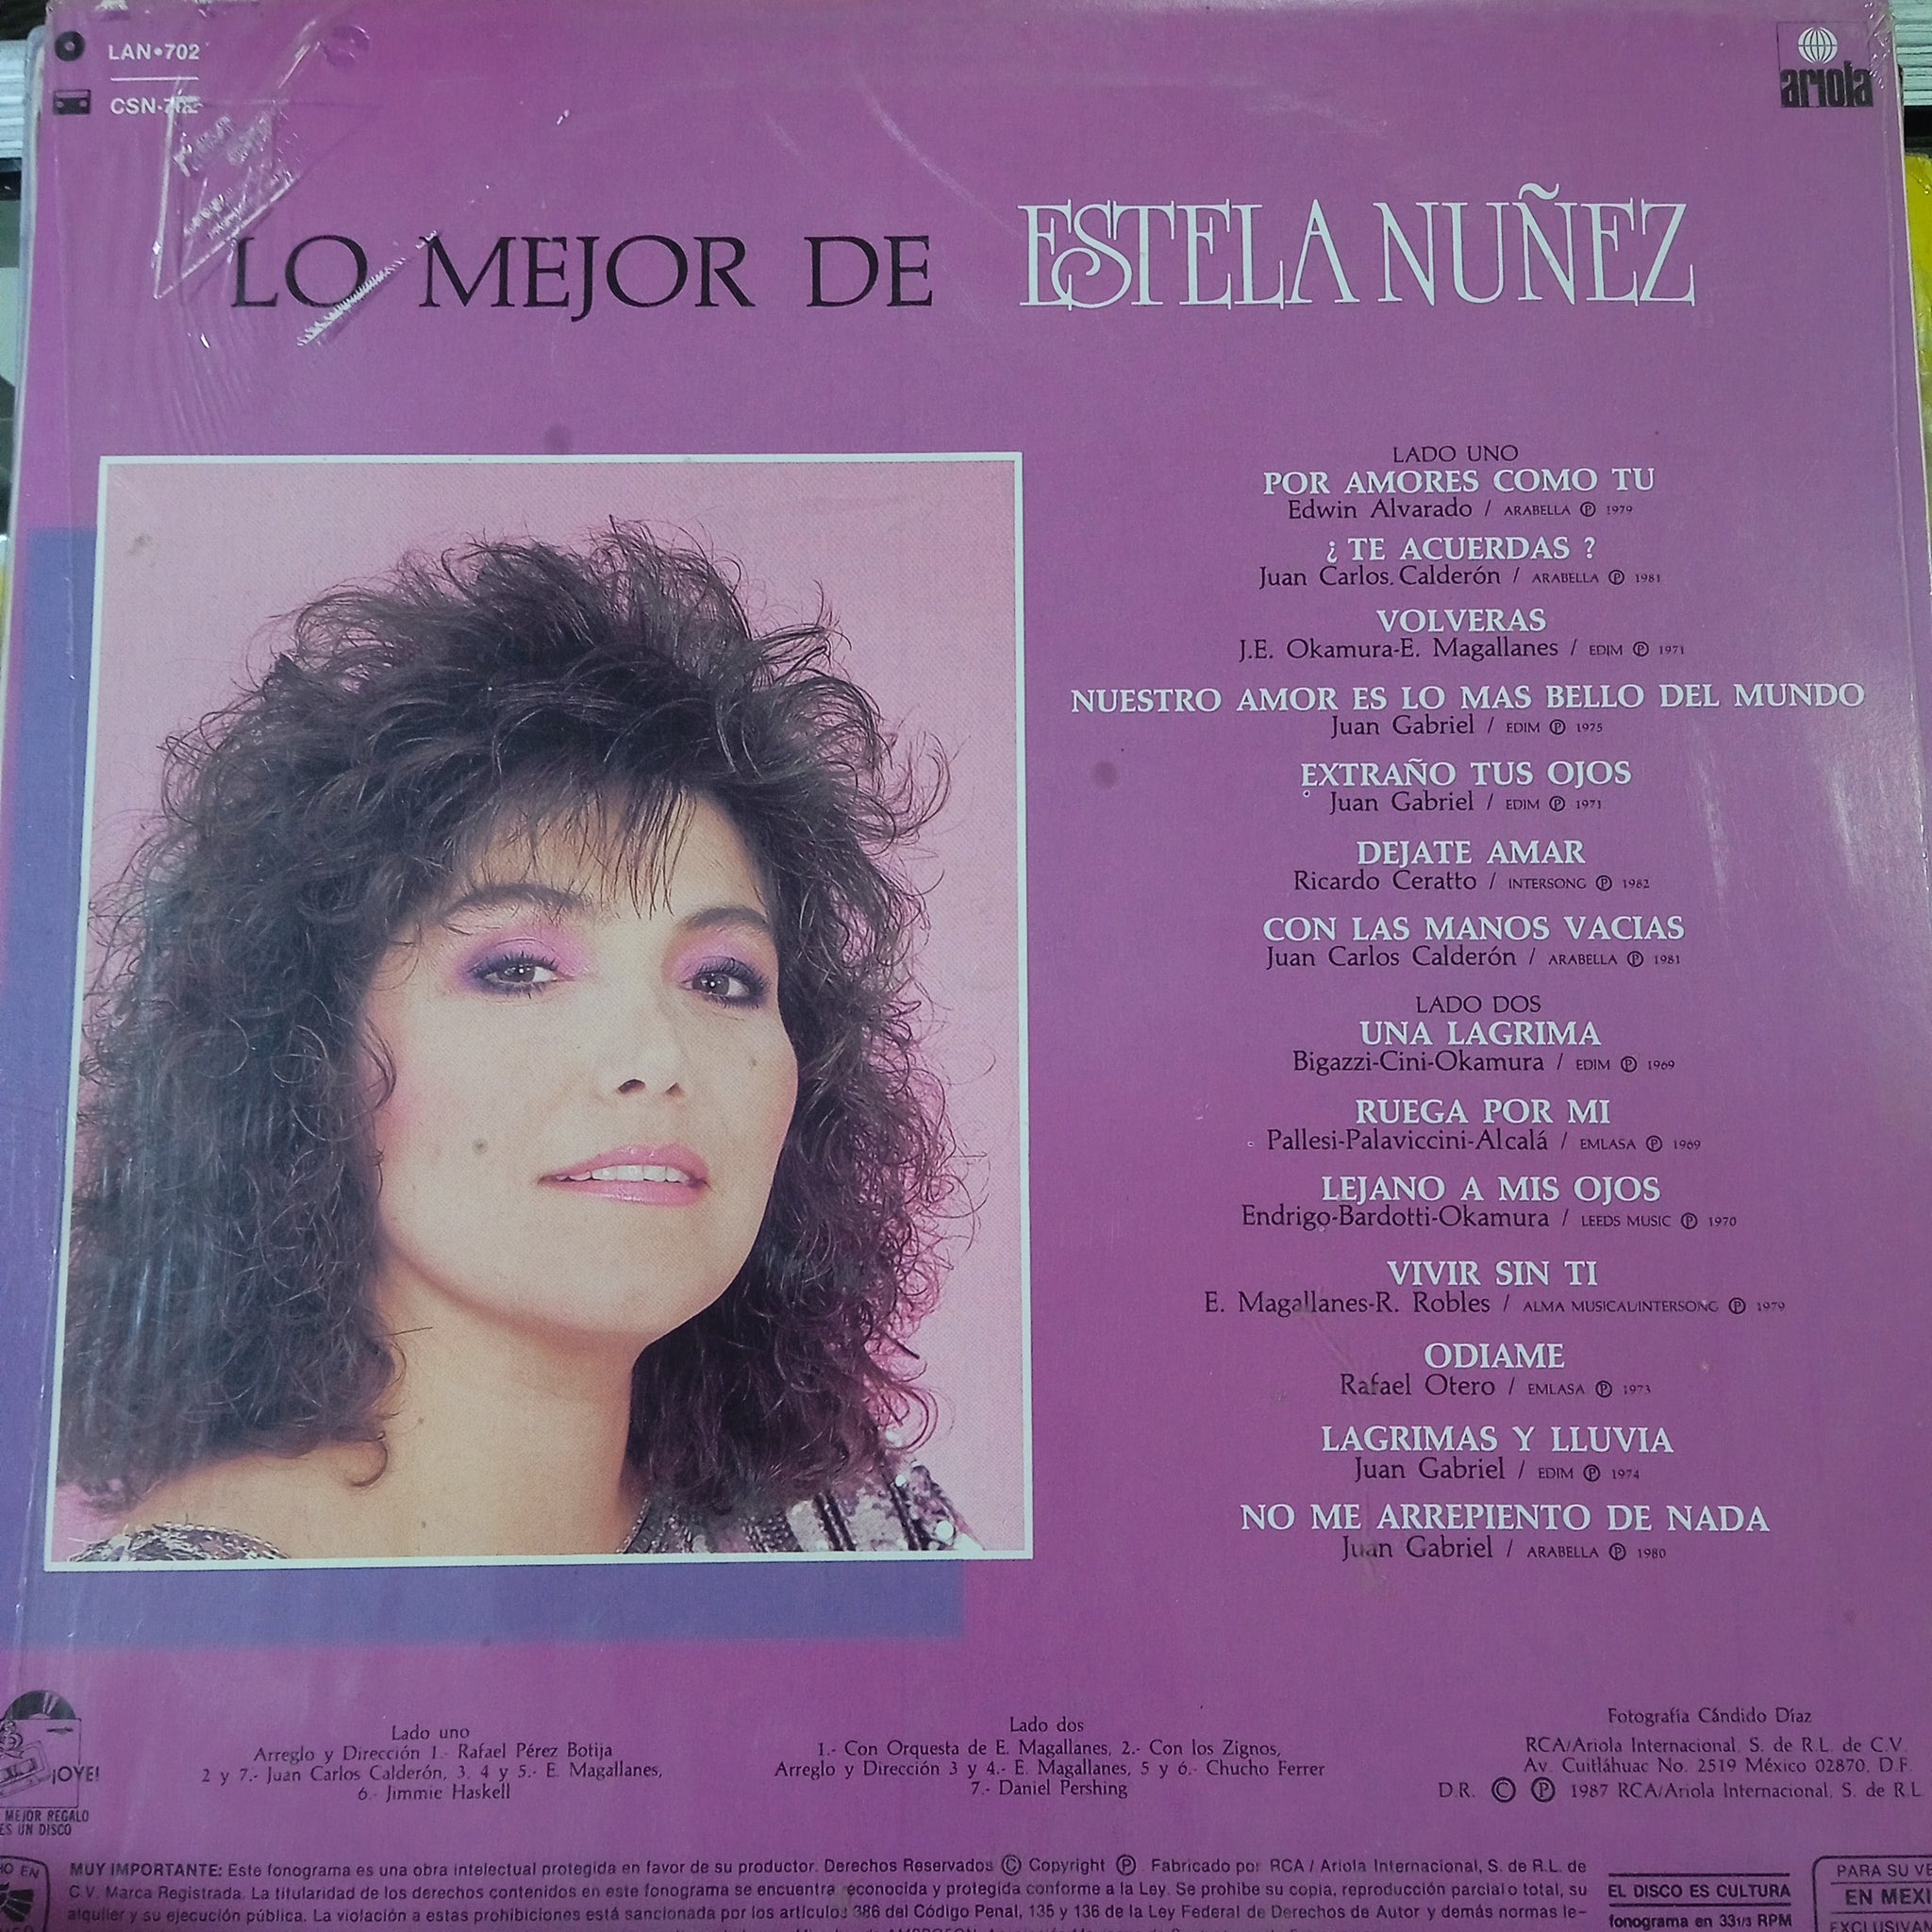 LAN•702
CSN-702
ariola
LO MEJOR DE ESTELA NUÑEZ
LADO UNO
POR AMORES COMO TU
Edwin Alvarado / ARABELLA Ⓟ 1979
¿ TE ACUERDAS ?
Juan Carlos Calderón / ARABELLA Ⓟ 1981
VOLVERAS
J.E. Okamura-E. Magallanes / EDIM Ⓟ 1971
NUESTRO AMOR ES LO MAS BELLO DEL MUNDO
Juan Gabriel / EDIM Ⓟ 1975
EXTRAÑO TUS OJOS
Juan Gabriel / EDIM Ⓟ 1971
DEJATE AMAR
Ricardo Ceratto / INTERSONG Ⓟ 1982
CON LAS MANOS VACIAS
Juan Carlos Calderón / ARABELLA Ⓟ 1981
LADO DOS
UNA LAGRIMA
Bigazzi-Cini-Okamura / EDIM Ⓟ 1969
RUEGA POR MI
Pallesi-Palaviccini-Alcalá / EMLASA Ⓟ 1969
LEJANO A MIS OJOS
Endrigo-Bardotti-Okamura / LEEDS MUSIC Ⓟ 1970
VIVIR SIN TI
E. Magallanes-R. Robles / ALMA MUSICAL/INTERSONG Ⓟ 1979
ODIAME
Rafael Otero / EMLASA Ⓟ 1973
LAGRIMAS Y LLUVIA
Juan Gabriel / EDIM Ⓟ 1974
NO ME ARREPIENTO DE NADA
Juan Gabriel / ARABELLA Ⓟ 1980
¡OYE!
MEJOR REGALO
ES UN DISCO
Lado uno
Arreglo y Dirección 1.- Rafael Pérez Botija
2 y 7.- Juan Carlos Calderón, 3, 4 y 5.- E. Magallanes,
6.- Jimmie Haskell
Lado dos
1.- Con Orquesta de E. Magallanes, 2.- Con los Zignos,
Arreglo y Dirección 3 y 4.- E. Magallanes, 5 y 6.- Chucho Ferrer
7.- Daniel Pershing
Fotografía Cándido Díaz
RCA/Ariola Internacional, S. de R.L. de C.V.
Av. Cuitláhuac No. 2519 México 02870, D.F.
D.R. © Ⓟ 1987 RCA/Ariola Internacional, S. de R.L.
MUY IMPORTANTE: Este fonograma es una obra intelectual protegida en favor de su productor. Derechos Reservados © Copyright Ⓟ Fabricado por RCA / Ariola Internacional, S. de R.L. de
C.V. Marca Registrada. La titularidad de los derechos contenidos en este fonograma se encuentra reconocida y protegida conforme a la Ley. Se prohibe su copia, reproducción parcial o total, su
alquiler y su ejecución pública. La violación a estas prohibiciones está sancionada por los artículos 386 del Código Penal, 135 y 136 de la Ley Federal de Derechos de Autor y demás normas le-
EL DISCO ES CULTURA
fonograma en 33⅓ RPM
PARA SU
EN